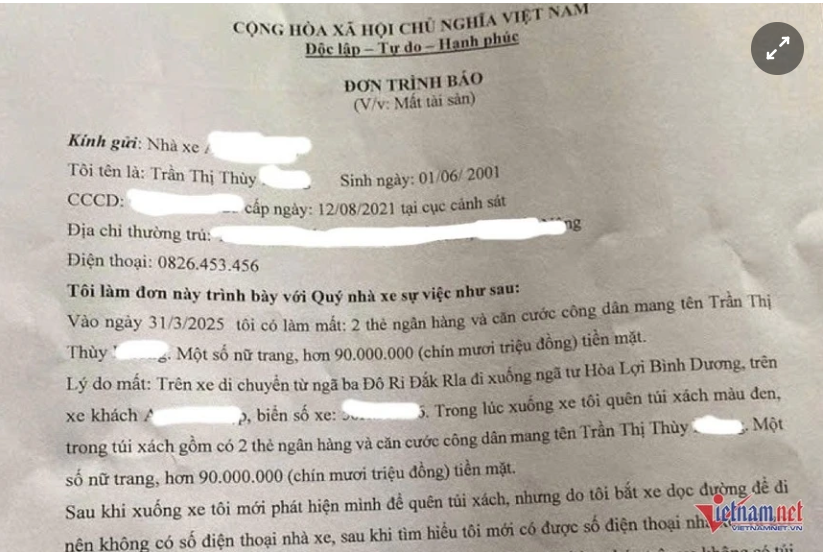 CỘNG HÒA XÃ HỘI CHỦ NGHĨA VIỆT NAM
Độc lập – Tự do – Hạnh phúc
ĐƠN TRÌNH BÁO
(V/v: Mất tài sản)
Kính gửi: Nhà xe
Tôi tên là: Trần Thị Thùy Sinh ngày: 01/06/ 2001
CCCD: cấp ngày: 12/08/2021 tại cục cảnh sát
Địa chỉ thường trú:
Điện thoại: 0826.453.456
Tôi làm đơn này trình bày với Quý nhà xe sự việc như sau:
Vào ngày 31/3/2025 tôi có làm mất: 2 thẻ ngân hàng và căn cước công dân mang tên Trần Thị
Thùy . Một số nữ trang, hơn 90.000.000 (chín mươi triệu đồng) tiền mặt.
Lý do mất: Trên xe di chuyển từ ngã ba Đô Ri Đắk Rla đi xuống ngã tư Hòa Lợi Bình Dương, trên
xe khách , biển số xe: . Trong lúc xuống xe tôi quên túi xách màu đen,
trong túi xách gồm có 2 thẻ ngân hàng và căn cước công dân mang tên Trần Thị Thùy . Một
số nữ trang, hơn 90.000.000 (chín mươi triệu đồng) tiền mặt.
Sau khi xuống xe tôi mới phát hiện mình để quên túi xách, nhưng do tôi bắt xe dọc đường để đi
nên không có số điện thoại nhà xe, sau khi tìm hiểu tôi mới có được số điện thoại
vietnam.net
VIETNAMNET.VN